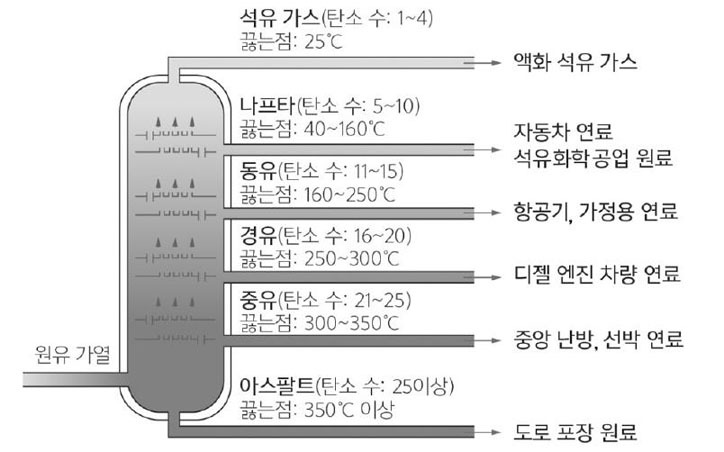 석유 가스(탄소 수: 1~4)
끓는점: 25℃
액화 석유 가스
나프타(탄소 수: 5~10)
끓는점: 40~160℃
자동차 연료
석유화학 공업 원료
동유(탄소 수: 11~15)
끓는점: 160~250℃
항공기, 가정용 연료
경유(탄소 수: 16~20)
끓는점: 250~300℃
디젤 엔진 차량 연료
중유(탄소 수: 21~25)
끓는점: 300~350℃
중앙 난방, 선박 연료
원유 가열
아스팔트(탄소 수: 25이상)
끓는점: 350℃ 이상
도로 포장 원료